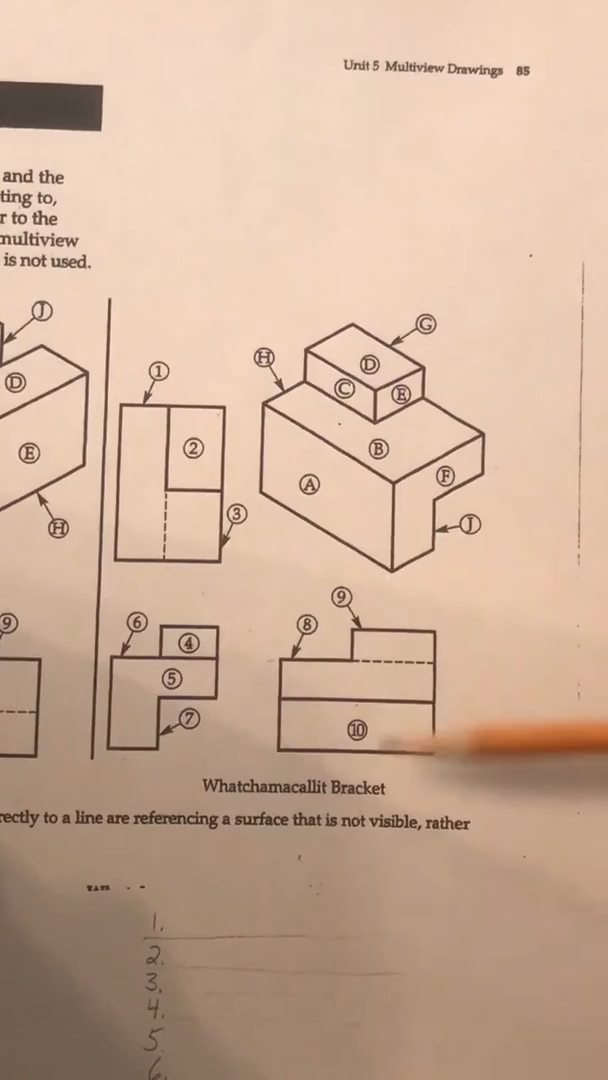 Unit 5 Multiview Drawings 85
and the
ting to,
r to the
multiview
is not used.
J
D
E
H
9
1
2
3
G
H
D
C
E
B
F
A
J
6
4
5
7
9
8
10
Whatchamacallit Bracket
rectly to a line are referencing a surface that is not visible, rather
1.
2.
3.
4.
5.
6.